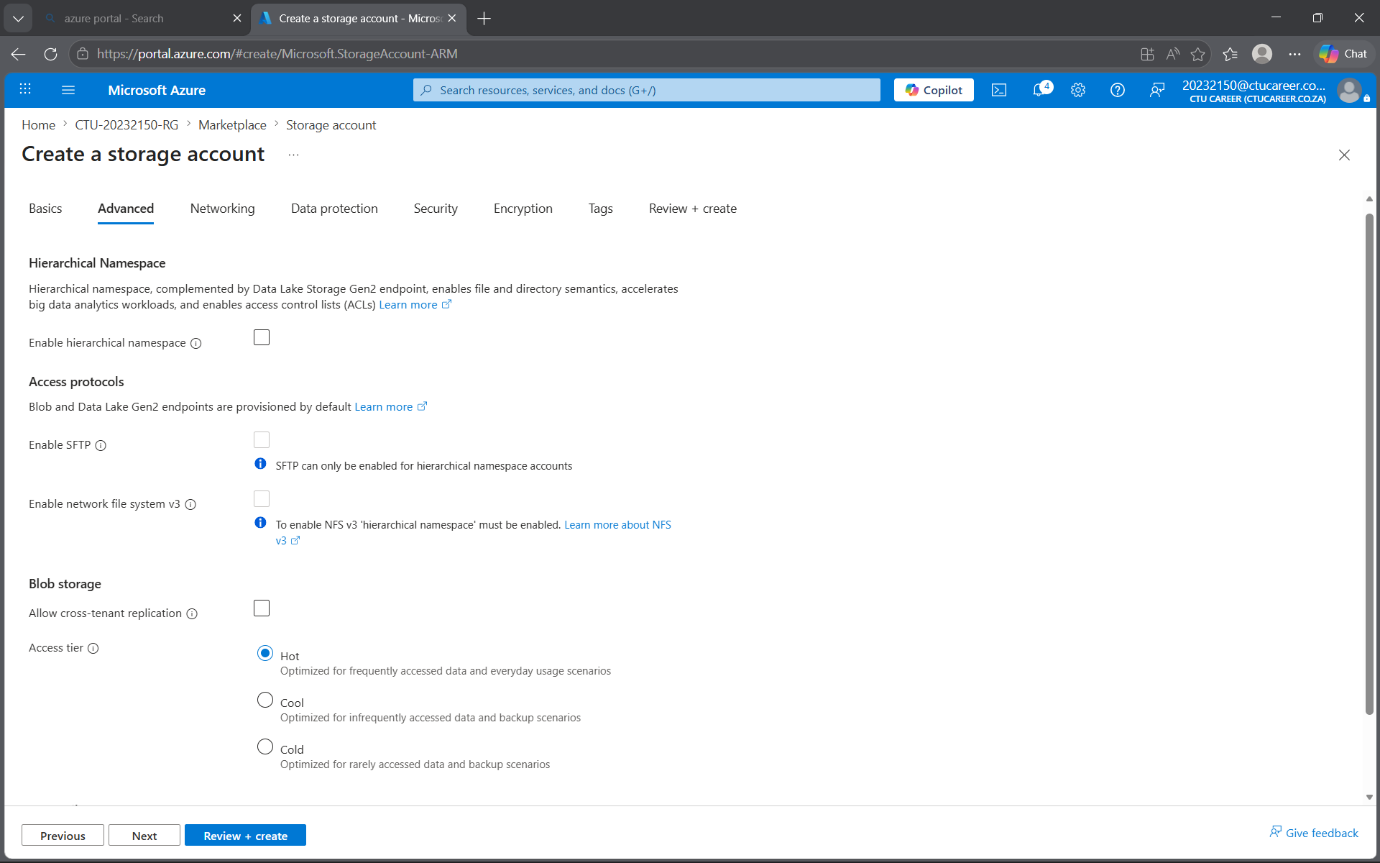 azure portal - Search
Create a storage account - Micros
https://portal.azure.com/#create/Microsoft.StorageAccount-ARM
Chat
Microsoft Azure
Search resources, services, and docs (G+/)
Copilot
4
20232150@ctucareer.co...
CTU CAREER (CTUCAREER.CO.ZA)
Home > CTU-20232150-RG > Marketplace > Storage account
Create a storage account ...
Basics Advanced Networking Data protection Security Encryption Tags Review + create
Hierarchical Namespace
Hierarchical namespace, complemented by Data Lake Storage Gen2 endpoint, enables file and directory semantics, accelerates
big data analytics workloads, and enables access control lists (ACLs) Learn more
Enable hierarchical namespace
Access protocols
Blob and Data Lake Gen2 endpoints are provisioned by default Learn more
Enable SFTP
SFTP can only be enabled for hierarchical namespace accounts
Enable network file system v3
To enable NFS v3 'hierarchical namespace' must be enabled. Learn more about NFS
v3
Blob storage
Allow cross-tenant replication
Access tier
Hot
Optimized for frequently accessed data and everyday usage scenarios
Cool
Optimized for infrequently accessed data and backup scenarios
Cold
Optimized for rarely accessed data and backup scenarios
Previous Next Review + create
Give feedback